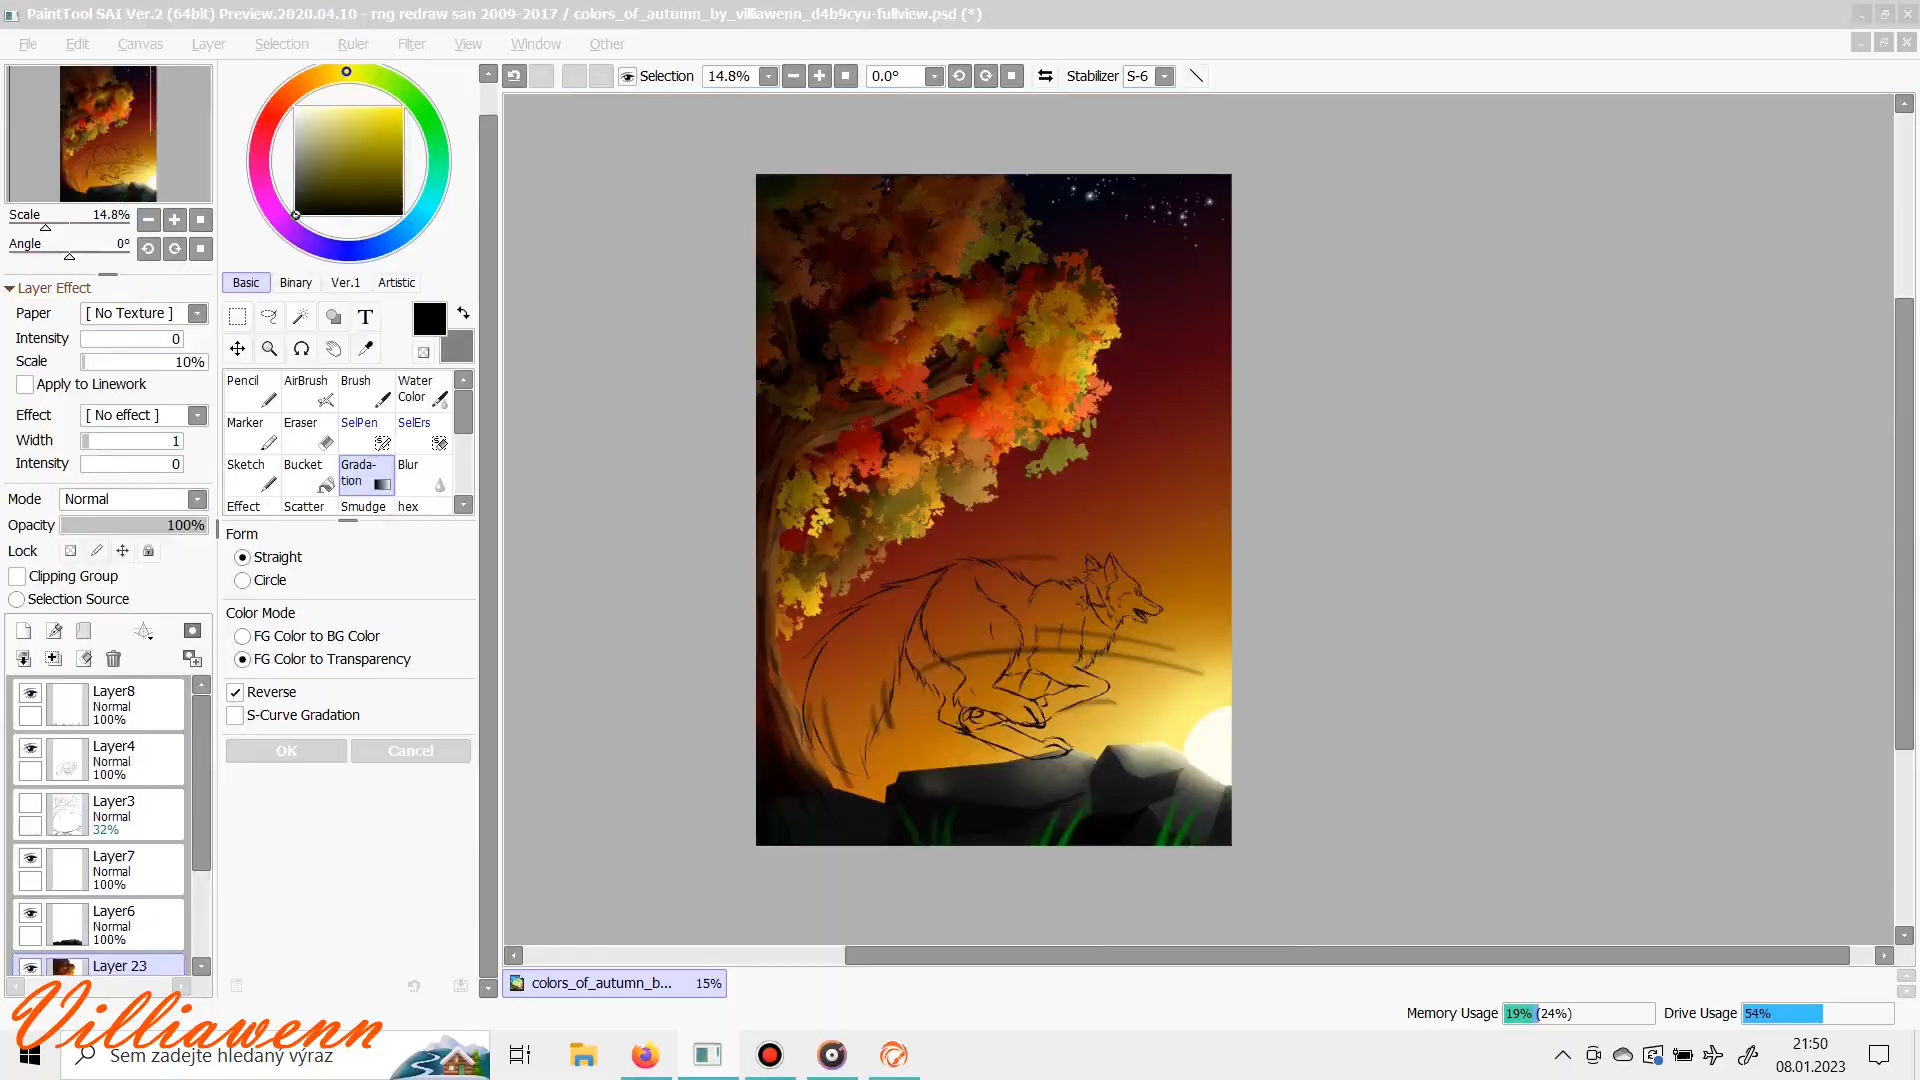 PaintTool SAI Ver.2 (64bit) Preview.2020.04.10 - rng redraw san 2009-2017 / colors_of_autumn_by_villiawenn_d4b9cyu-fullview.psd (*)
File Edit Canvas Layer Selection Ruler Filter View Window Other
Selection 14.8% 0.0° Stabilizer S-6
Scale 14.8%
Angle 0°
Layer Effect
Paper [ No Texture ]
Intensity 0
Scale 10%
Apply to Linework
Effect [ No effect ]
Width 1
Intensity 0
Mode Normal
Opacity 100%
Lock
Clipping Group
Selection Source
Layer8
Normal
100%
Layer4
Normal
100%
Layer3
Normal
32%
Layer7
Normal
100%
Layer6
Normal
100%
Layer 23
Basic Binary Ver.1 Artistic
T
Pencil AirBrush Brush Water Color
Marker Eraser SelPen SelErs
Sketch Bucket Grada-
tion Blur
Effect Scatter Smudge hex
Form
Straight
Circle
Color Mode
FG Color to BG Color
FG Color to Transparency
Reverse
S-Curve Gradation
OK Cancel
colors_of_autumn_b... 15%
Memory Usage 19% (24%) Drive Usage 54%
Villiawenn
Sem zadejte hledaný výraz
21:50
08.01.2023